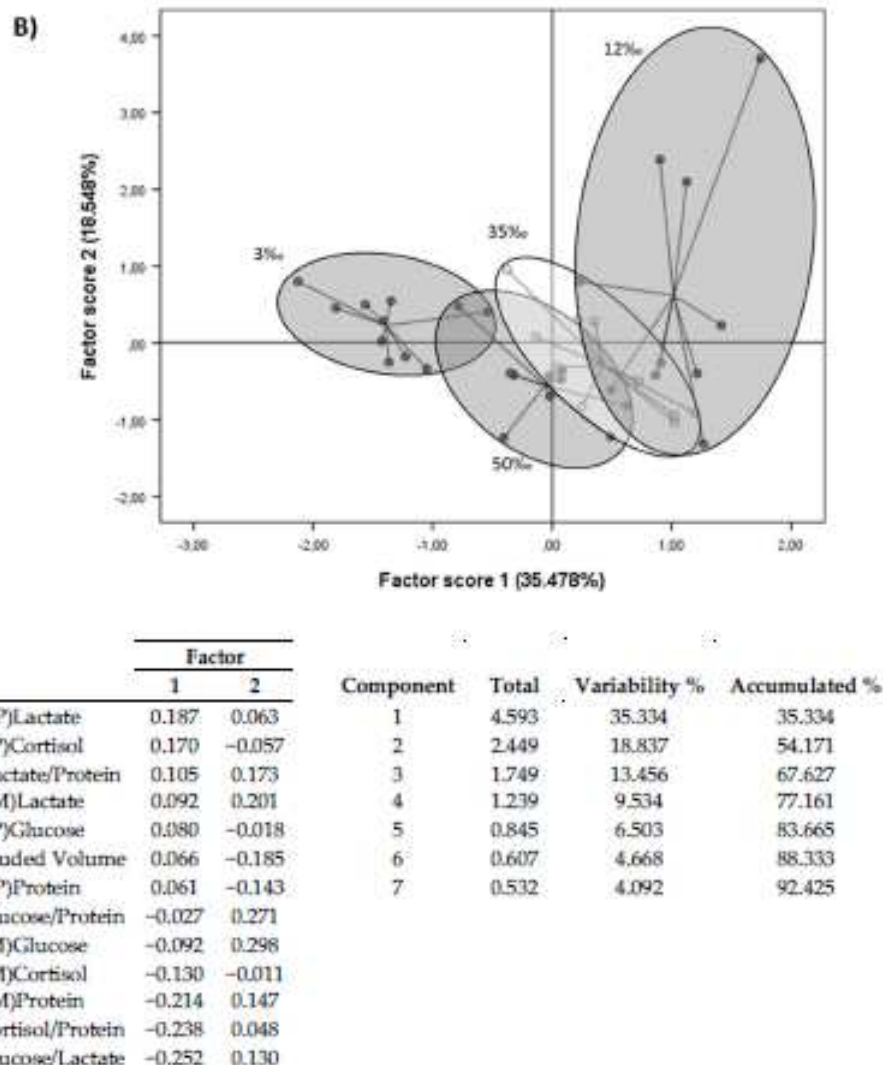 B)
4,00
3,00
2,00
1,00
,00
-1,00
-2,00
Factor score 2 (18.548%)
12‰
35‰
3‰
50‰
-3,00 -2,00 -1,00 ,00 1,00 2,00
Factor score 1 (35.478%)
Factor
1 2
P)Lactate 0.187 0.063
P)Cortisol 0.170 −0.057
actate/Protein 0.105 0.173
M)Lactate 0.092 0.201
P)Glucose 0.080 −0.018
uded Volume 0.066 −0.185
P)Protein 0.061 −0.143
ucose/Protein −0.027 0.271
M)Glucose −0.092 0.298
M)Cortisol −0.130 −0.011
M)Protein −0.214 0.147
ortisol/Protein −0.238 0.048
ucose/Lactate −0.252 0.130
Component Total Variability % Accumulated %
1 4.593 35.334 35.334
2 2.449 18.837 54.171
3 1.749 13.456 67.627
4 1.239 9.534 77.161
5 0.845 6.503 83.665
6 0.607 4.668 88.333
7 0.532 4.092 92.425